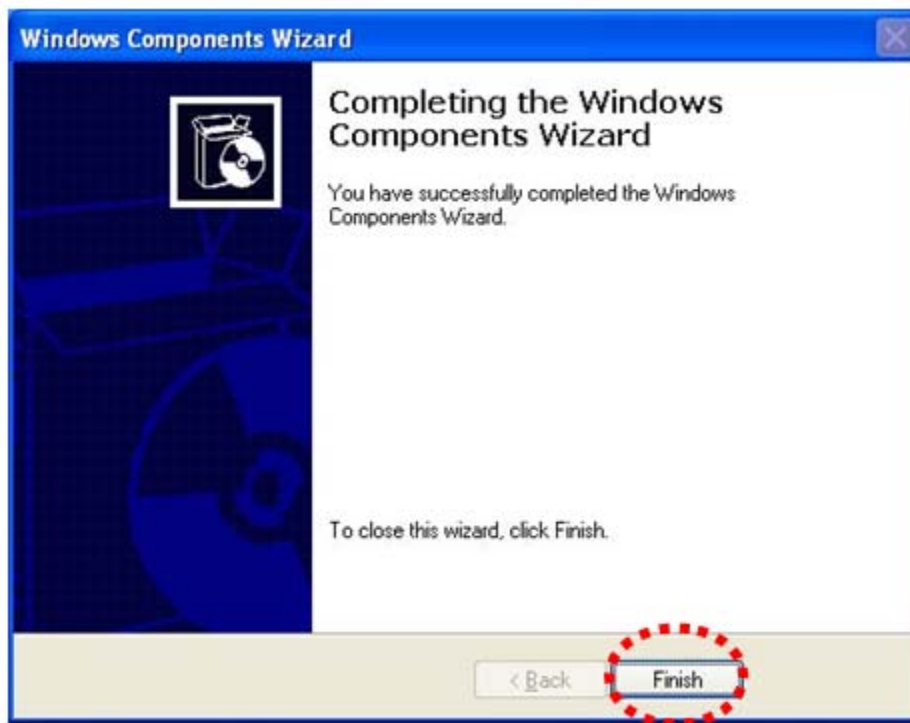 Windows Components Wizard
Completing the Windows
Components Wizard
You have successfully completed the Windows
Components Wizard.
To close this wizard, click Finish.
< Back
Finish